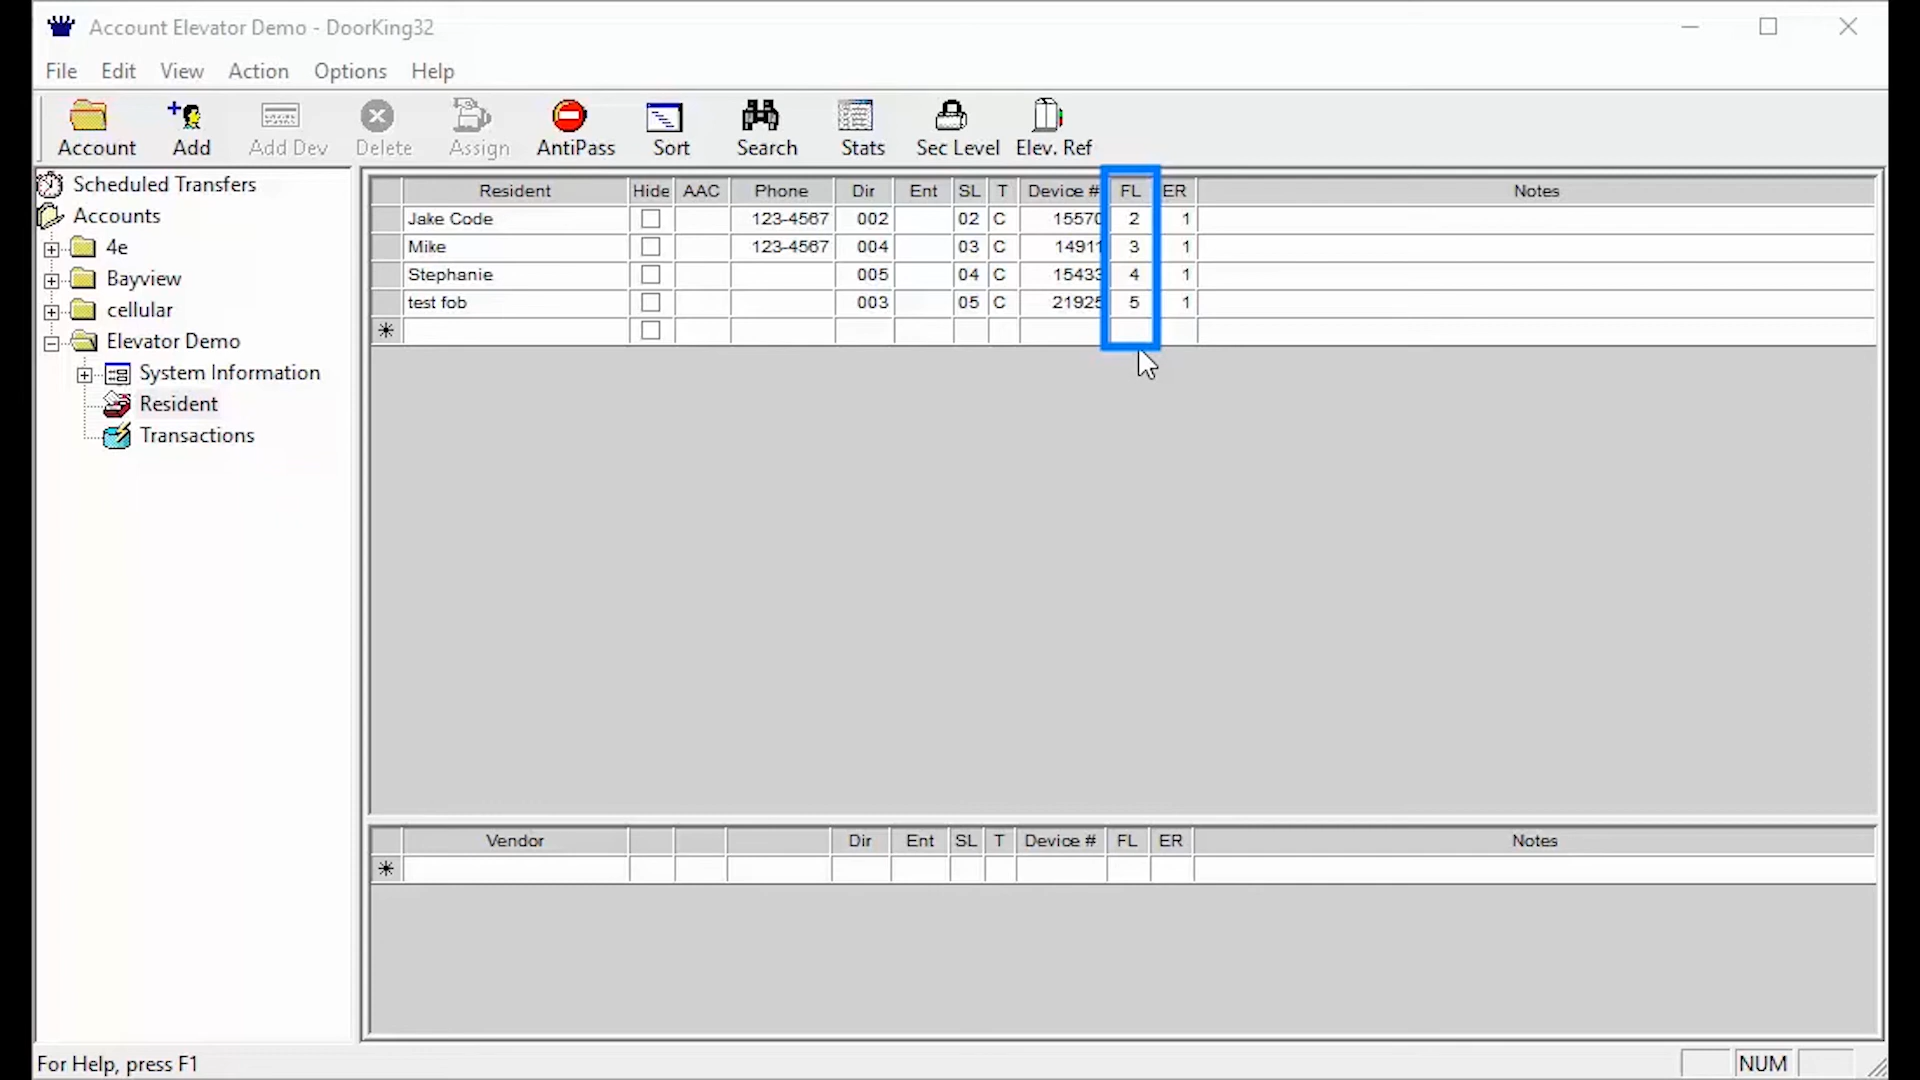 Account Elevator Demo - DoorKing32
File Edit View Action Options Help
Account Add Add Dev Delete Assign AntiPass Sort Search Stats Sec Level Elev. Ref
Scheduled Transfers
Accounts
4e
Bayview
cellular
Elevator Demo
System Information
Resident
Transactions
Resident Hide AAC Phone Dir Ent SL T Device # FL ER Notes
Jake Code 123-4567 002 02 C 15570 2 1
Mike 123-4567 004 03 C 14911 3 1
Stephanie 005 04 C 15433 4 1
test fob 003 05 C 21925 5 1
Vendor Dir Ent SL T Device # FL ER Notes
For Help, press F1
NUM